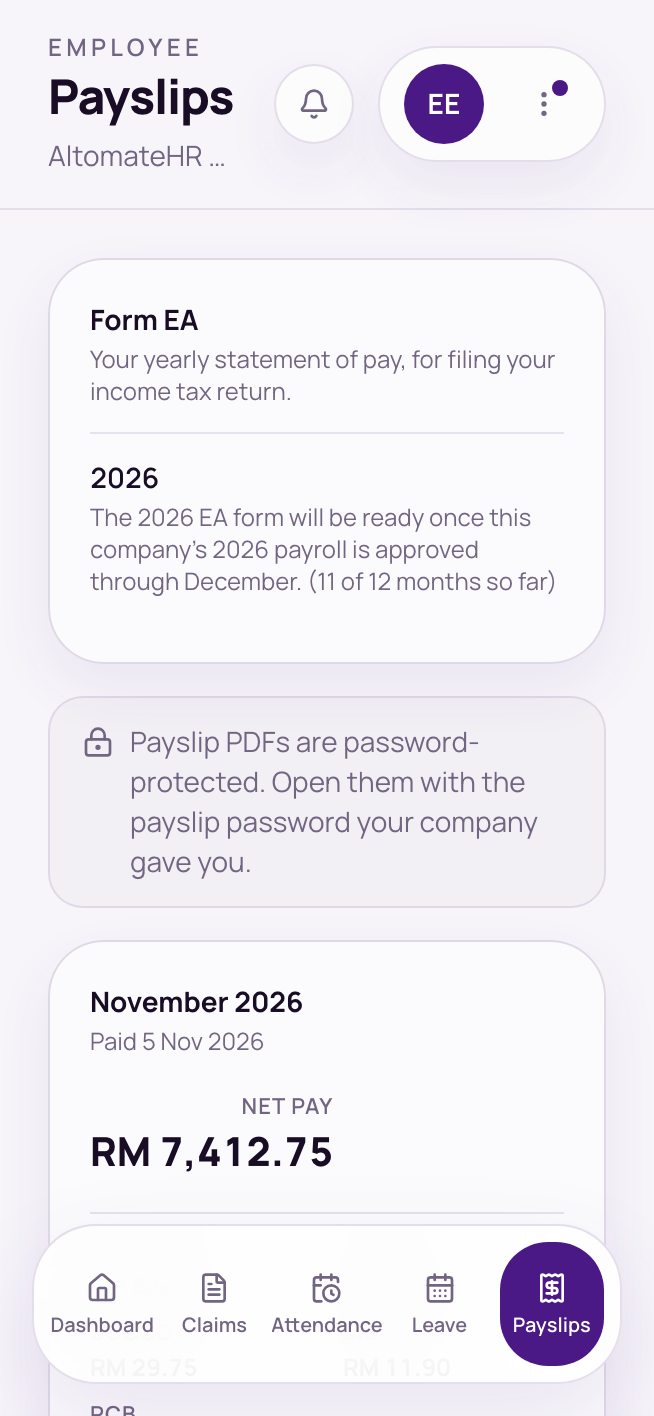 EMPLOYEE
Payslips
AltomateHR ...
EE
Form EA
Your yearly statement of pay, for filing your
income tax return.
2026
The 2026 EA form will be ready once this
company's 2026 payroll is approved
through December. (11 of 12 months so far)
Payslip PDFs are password-
protected. Open them with the
payslip password your company
gave you.
November 2026
Paid 5 Nov 2026
NET PAY
RM 7,412.75
Dashboard
Claims
Attendance
Leave
Payslips
RM 29.75
RM 11.90
PCB